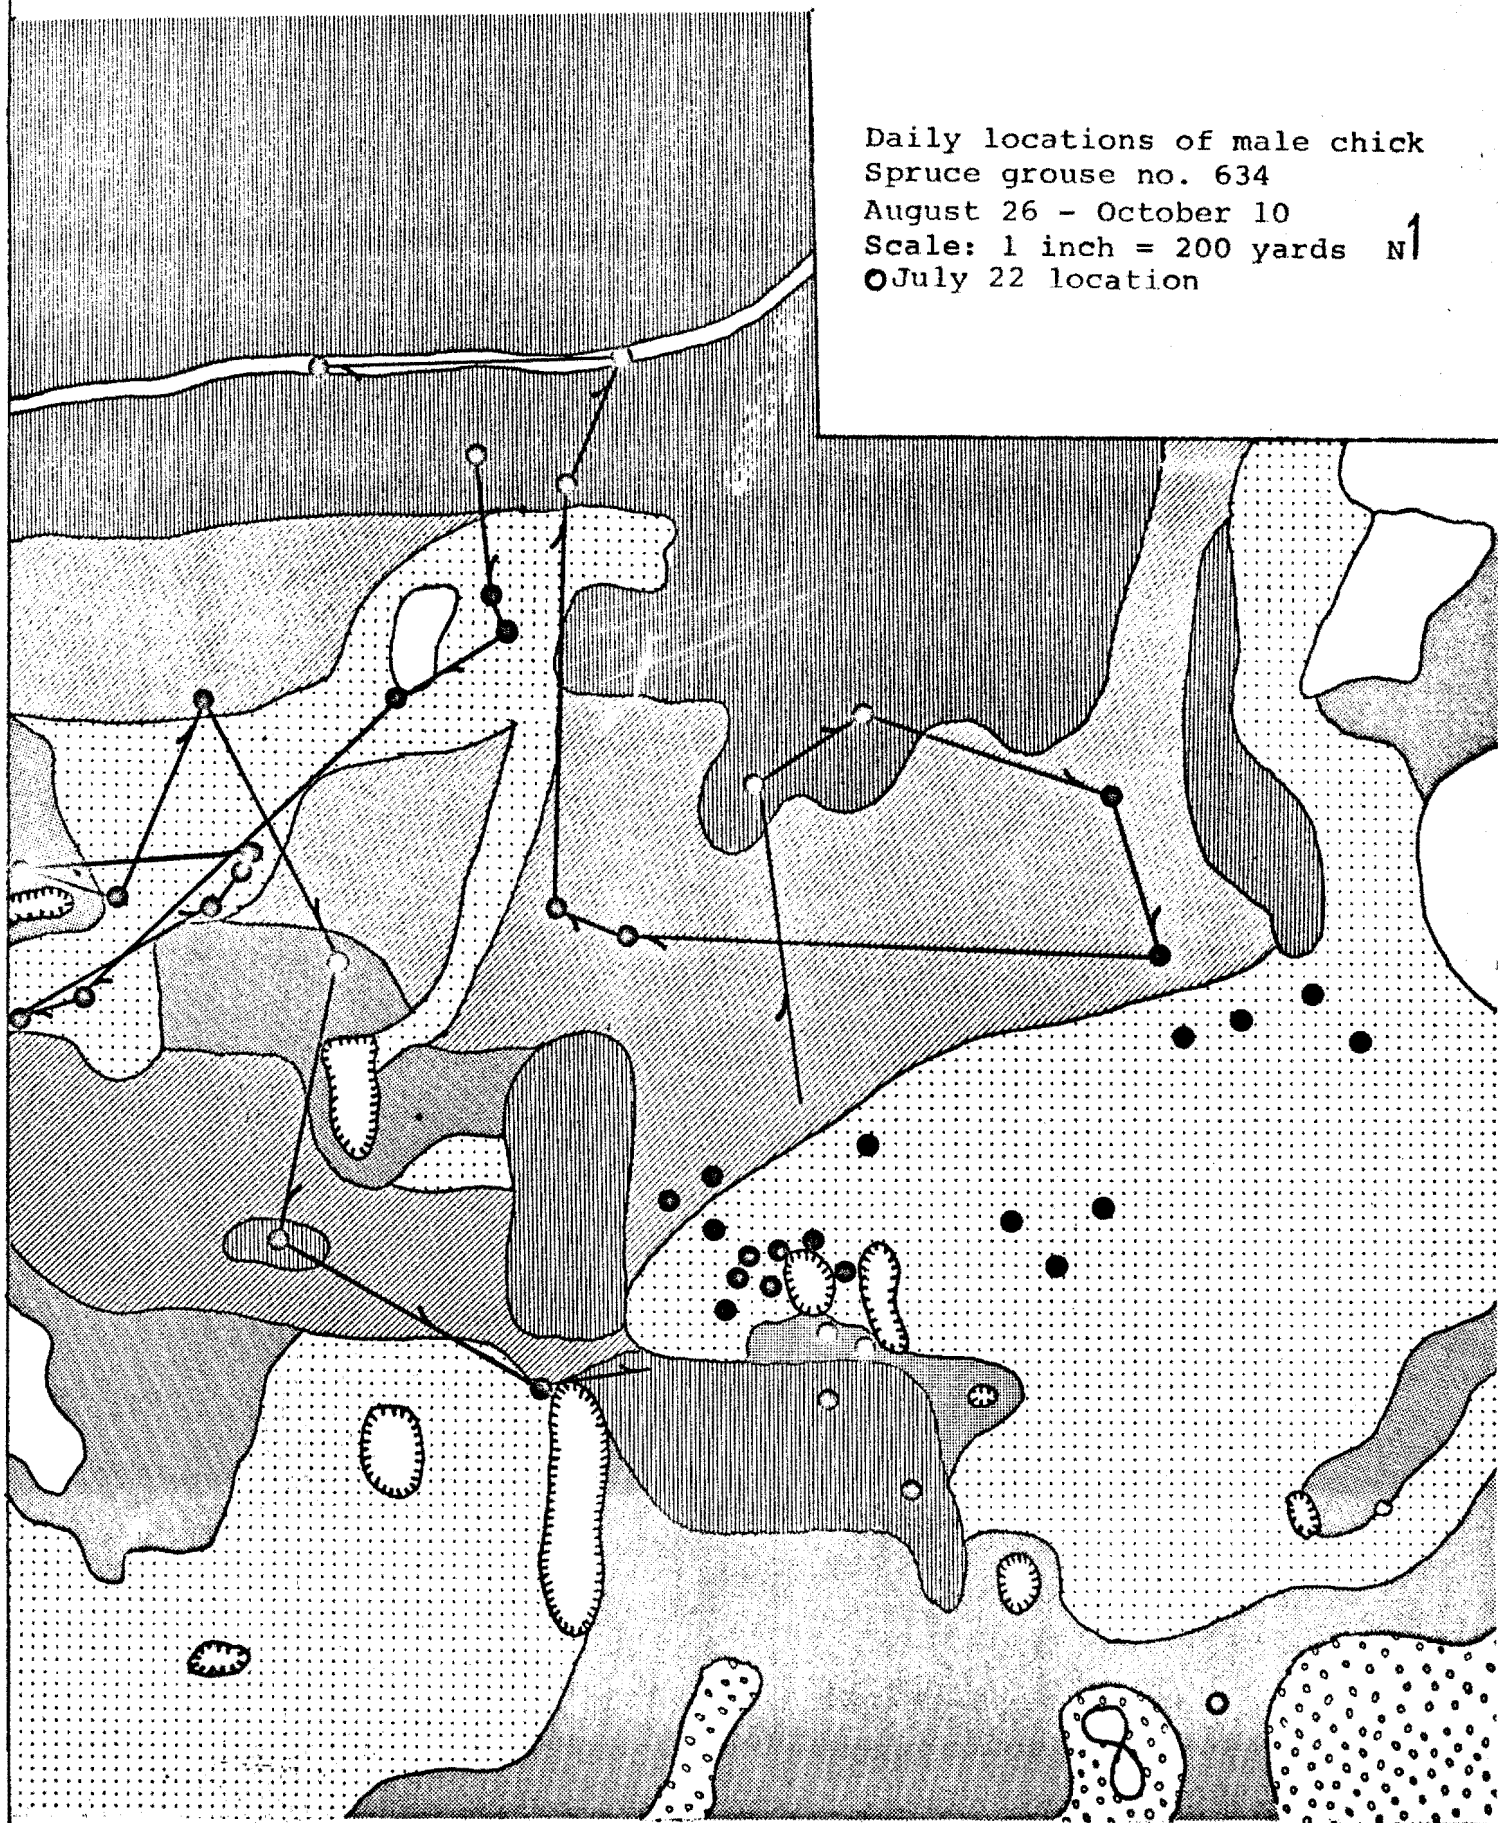 Daily locations of male chick
Spruce grouse no. 634
August 26 - October 10
Scale: 1 inch = 200 yards N
July 22 location